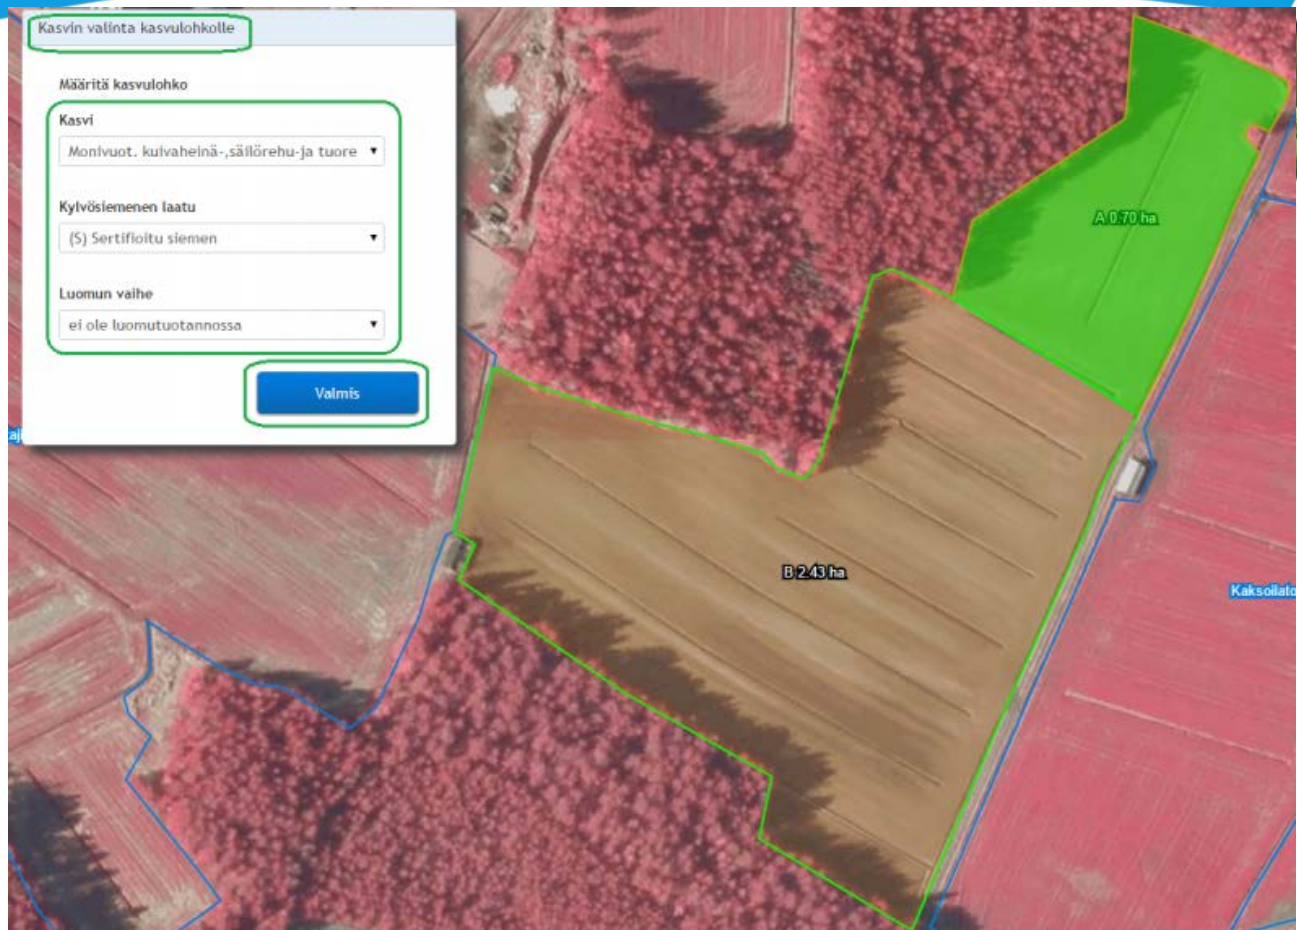 Kasvin valinta kasvulohkolle
Määritä kasvulohko
Kasvi
Monivuot. kuivaheinä-,säilörehu-ja tuore
Kylvösiemenen laatu
(S) Sertifioitu siemen
Luomun vaihe
ei ole luomutuotannossa
Valmis
A 0.70 ha
B 2.43 ha
Kaksoilato